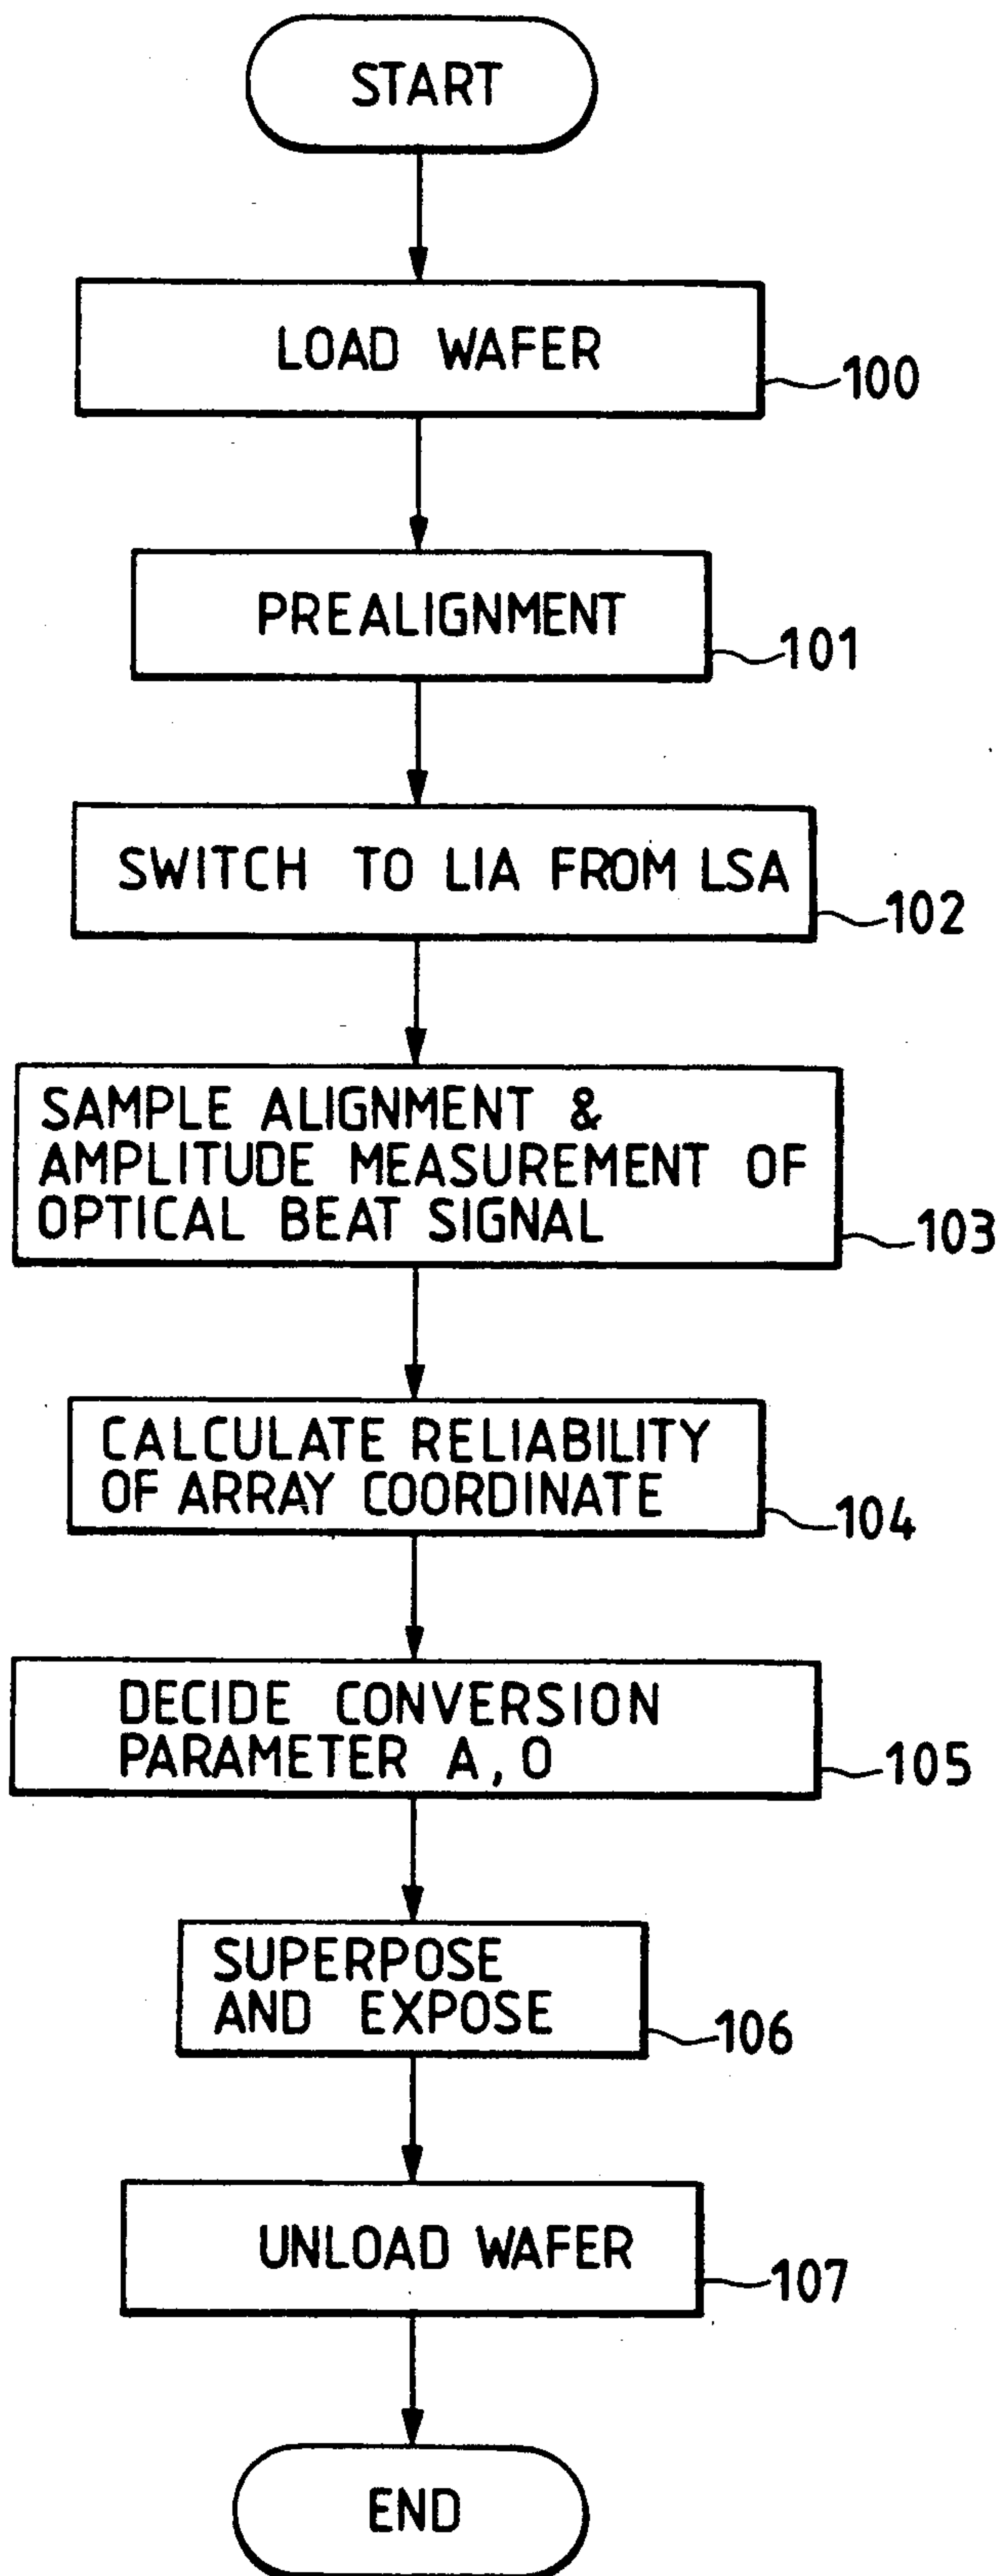 START
LOAD WAFER
100
PREALIGNMENT
101
SWITCH TO LIA FROM LSA
102
SAMPLE ALIGNMENT &
AMPLITUDE MEASUREMENT OF
OPTICAL BEAT SIGNAL
103
CALCULATE RELIABILITY
OF ARRAY COORDINATE
104
DECIDE CONVERSION
PARAMETER A, O
105
SUPERPOSE
AND EXPOSE
106
UNLOAD WAFER
107
END